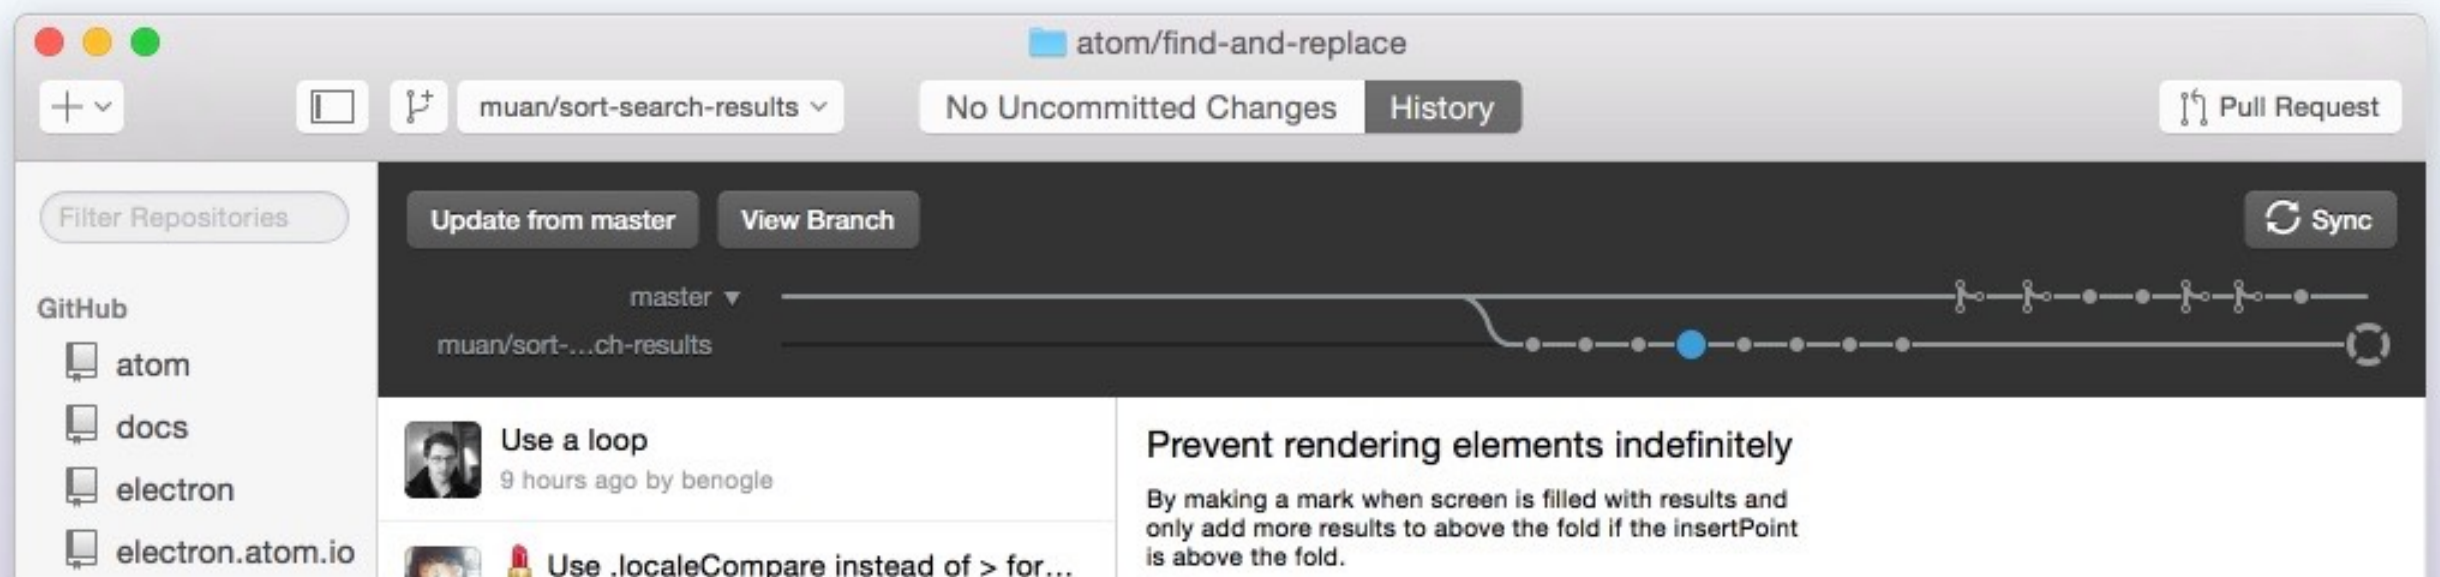 atom/find-and-replace
muan/sort-search-results
No Uncommitted Changes
History
Pull Request
Filter Repositories
GitHub
atom
docs
electron
electron.atom.io
Update from master
View Branch
Sync
master
muan/sort-...ch-results
Use a loop
9 hours ago by benogle
Use .localeCompare instead of > for...
Prevent rendering elements indefinitely
By making a mark when screen is filled with results and
only add more results to above the fold if the insertPoint
is above the fold.